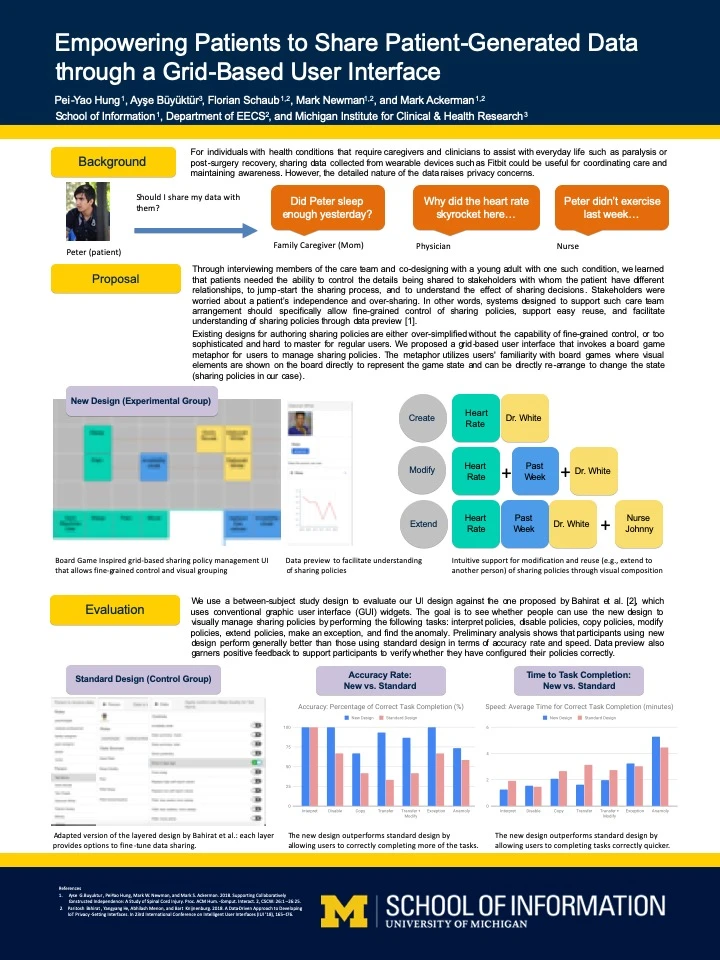 Empowering Patients to Share Patient-Generated Data
through a Grid-Based User Interface
Pei-Yao Hung1, Ayşe Büyüktür3, Florian Schaub1,2, Mark Newman1,2, and Mark Ackerman1,2
School of Information1, Department of EECS2, and Michigan Institute for Clinical & Health Research3
Background
For individuals with health conditions that require caregivers and clinicians to assist with everyday life such as paralysis or
post-surgery recovery, sharing data collected from wearable devices such as Fitbit could be useful for coordinating care and
maintaining awareness. However, the detailed nature of the data raises privacy concerns.
Should I share my data with
them?
Did Peter sleep
enough yesterday?
Why did the heart rate
skyrocket here…
Peter didn't exercise
last week…
Peter (patient)
Family Caregiver (Mom)
Physician
Nurse
Proposal
Through interviewing members of the care team and co-designing with a young adult with one such condition, we learned
that patients needed the ability to control the details being shared to stakeholders with whom the patient have different
relationships, to jump-start the sharing process, and to understand the effect of sharing decisions. Stakeholders were
worried about a patient's independence and over-sharing. In other words, systems designed to support such care team
arrangement should specifically allow fine-grained control of sharing policies, support easy reuse, and facilitate
understanding of sharing policies through data preview [1].
Existing designs for authoring sharing policies are either over-simplified without the capability of fine-grained control, or too
sophisticated and hard to master for regular users. We proposed a grid-based user interface that invokes a board game
metaphor for users to manage sharing policies. The metaphor utilizes users' familiarity with board games where visual
elements are shown on the board directly to represent the game state and can be directly re-arrange to change the state
(sharing policies in our case).
New Design (Experimental Group)
Create
Heart
Rate
Dr. White
Modify
Heart
Rate
+
Past
Week
+
Dr. White
Extend
Heart
Rate
Past
Week
Dr. White
+
Nurse
Johnny
Board Game Inspired grid-based sharing policy management UI
that allows fine-grained control and visual grouping
Data preview to facilitate understanding
of sharing policies
Intuitive support for modification and reuse (e.g., extend to
another person) of sharing policies through visual composition
Evaluation
We use a between-subject study design to evaluate our UI design against the one proposed by Bahirat et al. [2], which
uses conventional graphic user interface (GUI) widgets. The goal is to see whether people can use the new design to
visually manage sharing policies by performing the following tasks: interpret policies, disable policies, copy policies, modify
policies, extend policies, make an exception, and find the anomaly. Preliminary analysis shows that participants using new
design perform generally better than those using standard design in terms of accuracy rate and speed. Data preview also
garners positive feedback to support participants to verify whether they have configured their policies correctly.
Standard Design (Control Group)
Accuracy Rate:
New vs. Standard
Time to Task Completion:
New vs. Standard
Accuracy: Percentage of Correct Task Completion (%)
New Design Standard Design
100
75
50
25
0
Interpret Disable Copy Transfer Transfer + Modify Exception Anomaly
Speed: Average Time for Correct Task Completion (minutes)
New Design Standard Design
6
4
2
0
Interpret Disable Copy Transfer Transfer + Modify Exception Anomaly
Adapted version of the layered design by Bahirat et al.: each layer
provides options to fine-tune data sharing.
The new design outperforms standard design by
allowing users to correctly completing more of the tasks.
The new design outperforms standard design by
allowing users to completing tasks correctly quicker.
References
1. Ayse G Buyuktur, PeiYao Hung, Mark W. Newman, and Mark S. Ackerman. 2018. Supporting Collaboratively
Constructed Independence: A Study of Spinal Cord Injury. Proc. ACM Hum.-Comput. Interact. 2, CSCW: 26:1–26:25.
2. Paritosh Bahirat, Yangyang He, Abhilash Menon, and Bart Knijnenburg. 2018. A Data-Driven Approach to Developing
IoT Privacy-Setting Interfaces. In 23rd International Conference on Intelligent User Interfaces (IUI '18), 165–176.
M SCHOOL OF INFORMATION
UNIVERSITY OF MICHIGAN